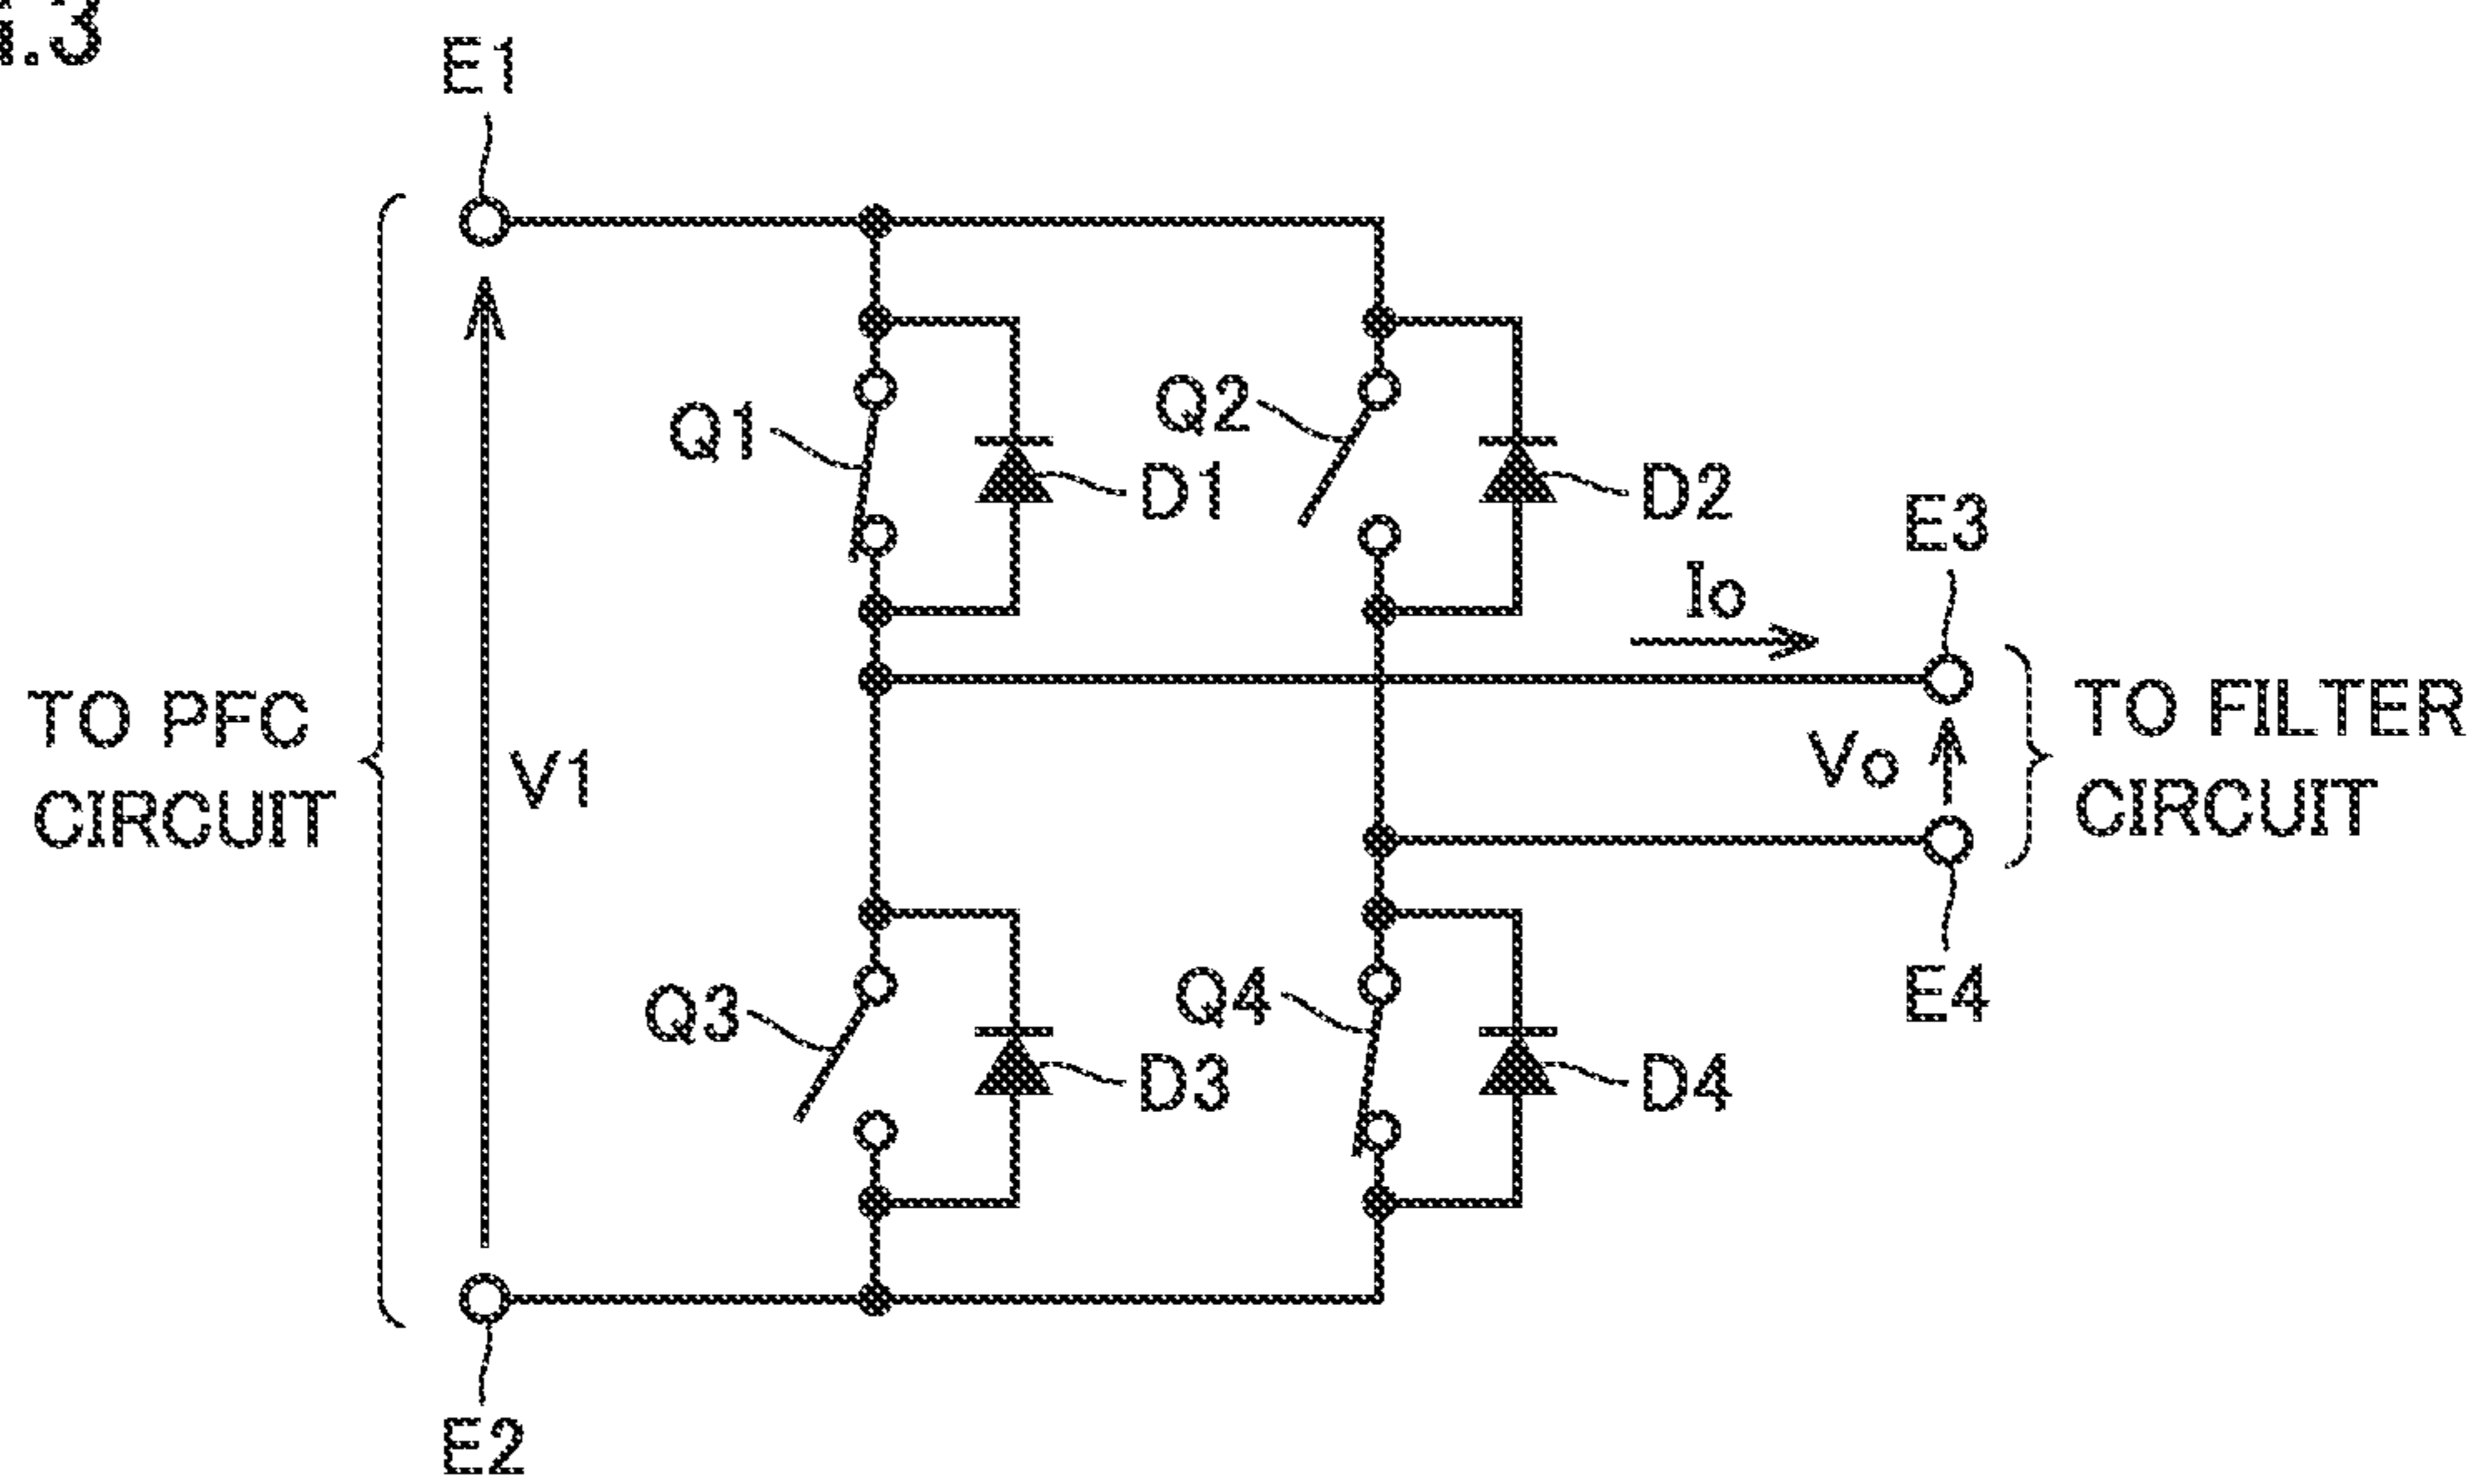 .3
E1
Q1
D1
Q2
D2
E3
Io
TO PFC
CIRCUIT
V1
Vo
TO FILTER
CIRCUIT
Q3
D3
Q4
D4
E4
E2